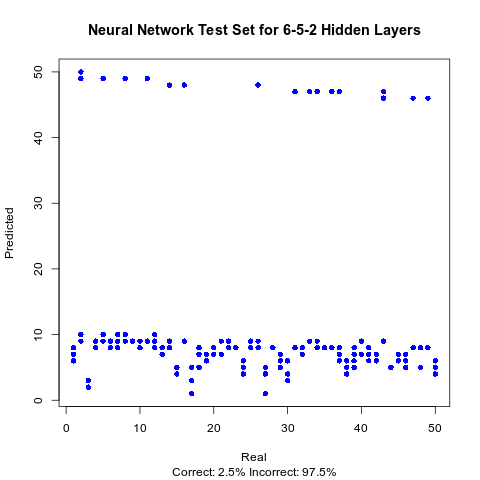 Neural Network Test Set for 6-5-2 Hidden Layers
Predicted
50
40
30
20
10
0
0 10 20 30 40 50
Real
Correct: 2.5% Incorrect: 97.5%